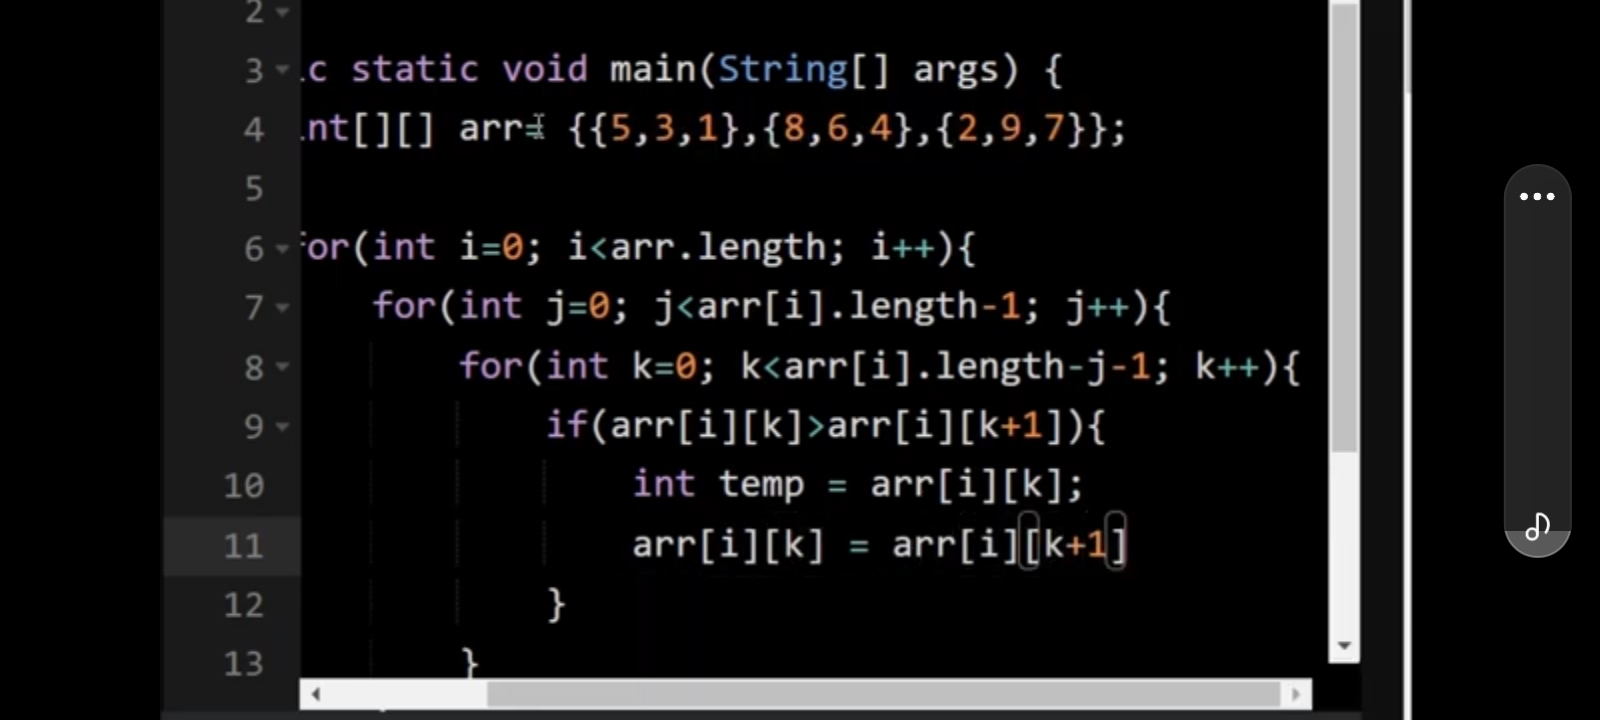 2
3 c static void main(String[] args) {
4 nt[][] arr= {{5,3,1},{8,6,4},{2,9,7}};
5
6 for(int i=0; i<arr.length; i++){
7 for(int j=0; j<arr[i].length-1; j++){
8 for(int k=0; k<arr[i].length-j-1; k++){
9 if(arr[i][k]>arr[i][k+1]){
10 int temp = arr[i][k];
11 arr[i][k] = arr[i][k+1]
12 }
13 }